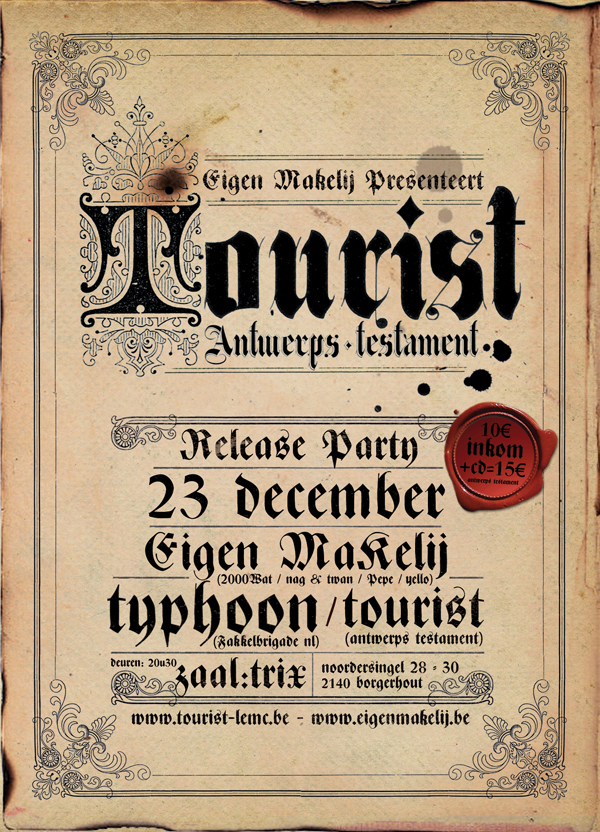 Eigen Makelij Presenteert
Tourist
Antwerps · testament
Release Party
10€
inkom
+cd=15€
antwerps testament
23 december
Eigen Makelij
(2000Wat / nag & twan / Pepe / yello)
typhoon / tourist
(Fakkelbrigade nl) (antwerps testament)
deuren: 20u30
zaal:trix
noordersingel 28 - 30
2140 borgerhout
www.tourist-lemc.be - www.eigenmakelij.be